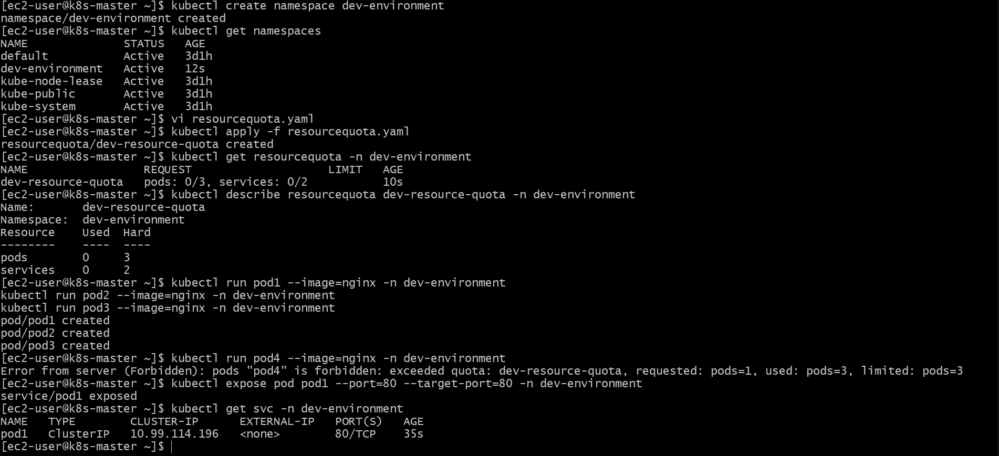 [ec2-user@k8s-master ~]$ kubectl create namespace dev-environment
namespace/dev-environment created
[ec2-user@k8s-master ~]$ kubectl get namespaces
NAME              STATUS   AGE
default           Active   3d1h
dev-environment   Active   12s
kube-node-lease   Active   3d1h
kube-public       Active   3d1h
kube-system       Active   3d1h
[ec2-user@k8s-master ~]$ vi resourcequota.yaml
[ec2-user@k8s-master ~]$ kubectl apply -f resourcequota.yaml
resourcequota/dev-resource-quota created
[ec2-user@k8s-master ~]$ kubectl get resourcequota -n dev-environment
NAME                 REQUEST                    LIMIT   AGE
dev-resource-quota   pods: 0/3, services: 0/2           10s
[ec2-user@k8s-master ~]$ kubectl describe resourcequota dev-resource-quota -n dev-environment
Name:       dev-resource-quota
Namespace:  dev-environment
Resource    Used  Hard
--------    ----  ----
pods        0     3
services    0     2
[ec2-user@k8s-master ~]$ kubectl run pod1 --image=nginx -n dev-environment
kubectl run pod2 --image=nginx -n dev-environment
kubectl run pod3 --image=nginx -n dev-environment
pod/pod1 created
pod/pod2 created
pod/pod3 created
[ec2-user@k8s-master ~]$ kubectl run pod4 --image=nginx -n dev-environment
Error from server (Forbidden): pods "pod4" is forbidden: exceeded quota: dev-resource-quota, requested: pods=1, used: pods=3, limited: pods=3
[ec2-user@k8s-master ~]$ kubectl expose pod pod1 --port=80 --target-port=80 -n dev-environment
service/pod1 exposed
[ec2-user@k8s-master ~]$ kubectl get svc -n dev-environment
NAME   TYPE        CLUSTER-IP      EXTERNAL-IP   PORT(S)   AGE
pod1   ClusterIP   10.99.114.196   <none>        80/TCP    35s
[ec2-user@k8s-master ~]$